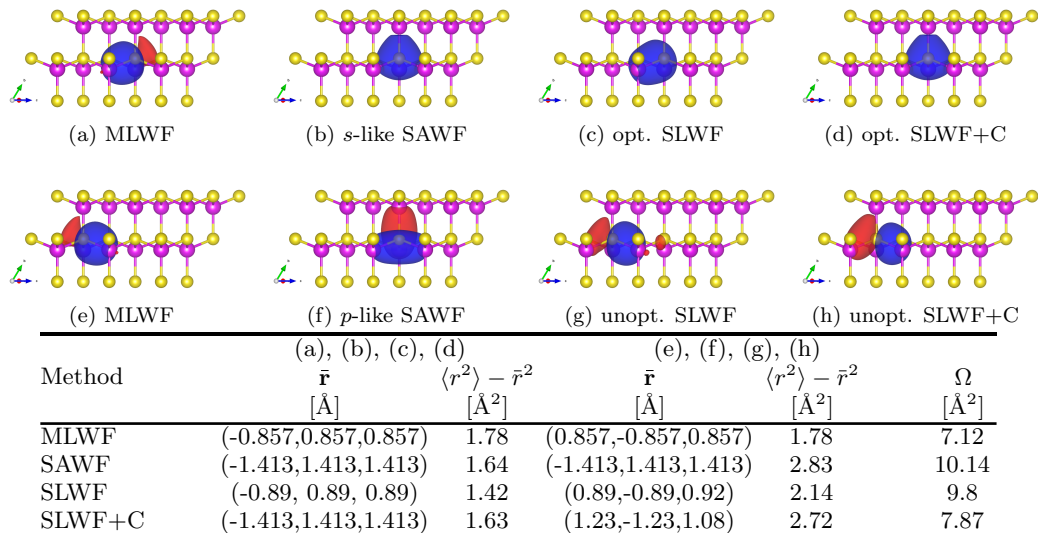 (a) MLWF (b) s-like SAWF (c) opt. SLWF (d) opt. SLWF+C
(e) MLWF (f) p-like SAWF (g) unopt. SLWF (h) unopt. SLWF+C
(a), (b), (c), (d) (e), (f), (g), (h)
Method r̄ ⟨r²⟩ − r̄² r̄ ⟨r²⟩ − r̄² Ω
[Å] [Å²] [Å] [Å²] [Å²]
MLWF (-0.857,0.857,0.857) 1.78 (0.857,-0.857,0.857) 1.78 7.12
SAWF (-1.413,1.413,1.413) 1.64 (-1.413,1.413,1.413) 2.83 10.14
SLWF (-0.89, 0.89, 0.89) 1.42 (0.89,-0.89,0.92) 2.14 9.8
SLWF+C (-1.413,1.413,1.413) 1.63 (1.23,-1.23,1.08) 2.72 7.87